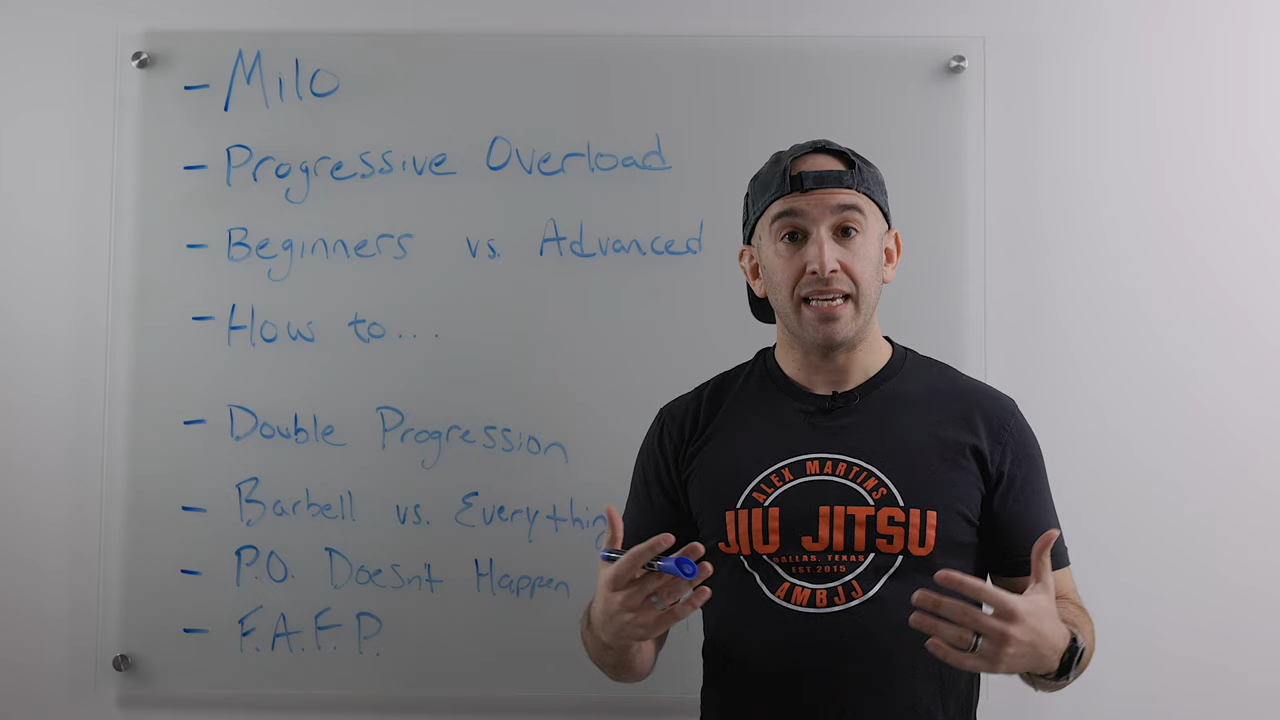 - Milo
- Progressive Overload
- Beginners vs. Advanced
- How to...
- Double Progression
- Barbell vs. Everything
- P.O. Doesn't Happen
- F.A.F.P.
ALEX MARTINS
JIU JITSU
DALLAS, TEXAS
EST. 2015
AMBJJ